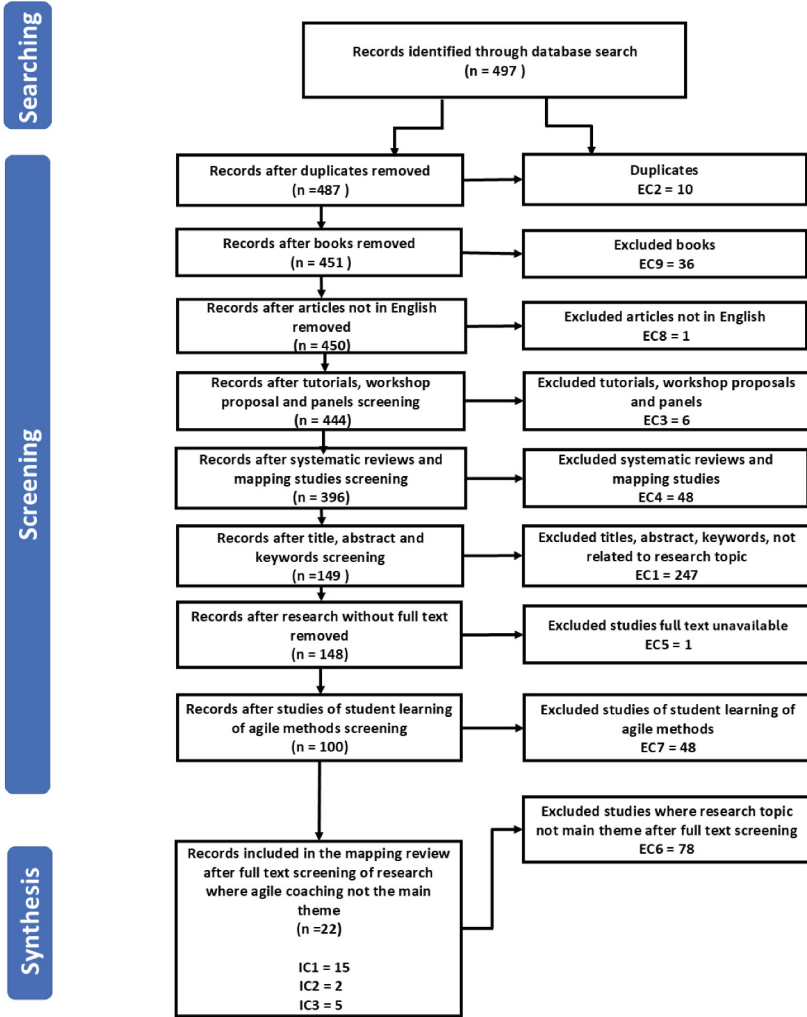 Searching
Records identified through database search
(n = 497 )
Screening
Records after duplicates removed
(n =487 )
Duplicates
EC2 = 10
Records after books removed
(n = 451 )
Excluded books
EC9 = 36
Records after articles not in English
removed
(n = 450)
Excluded articles not in English
EC8 = 1
Records after tutorials, workshop
proposal and panels screening
(n = 444)
Excluded tutorials, workshop proposals
and panels
EC3 = 6
Records after systematic reviews and
mapping studies screening
(n = 396)
Excluded systematic reviews and
mapping studies
EC4 = 48
Records after title, abstract and
keywords screening
(n =149 )
Excluded titles, abstract, keywords, not
related to research topic
EC1 = 247
Records after research without full text
removed
(n = 148)
Excluded studies full text unavailable
EC5 = 1
Records after studies of student learning
of agile methods screening
(n = 100)
Excluded studies of student learning of
agile methods
EC7 = 48
Synthesis
Records included in the mapping review
after full text screening of research
where agile coaching not the main
theme
(n =22)
IC1 = 15
IC2 = 2
IC3 = 5
Excluded studies where research topic
not main theme after full text screening
EC6 = 78